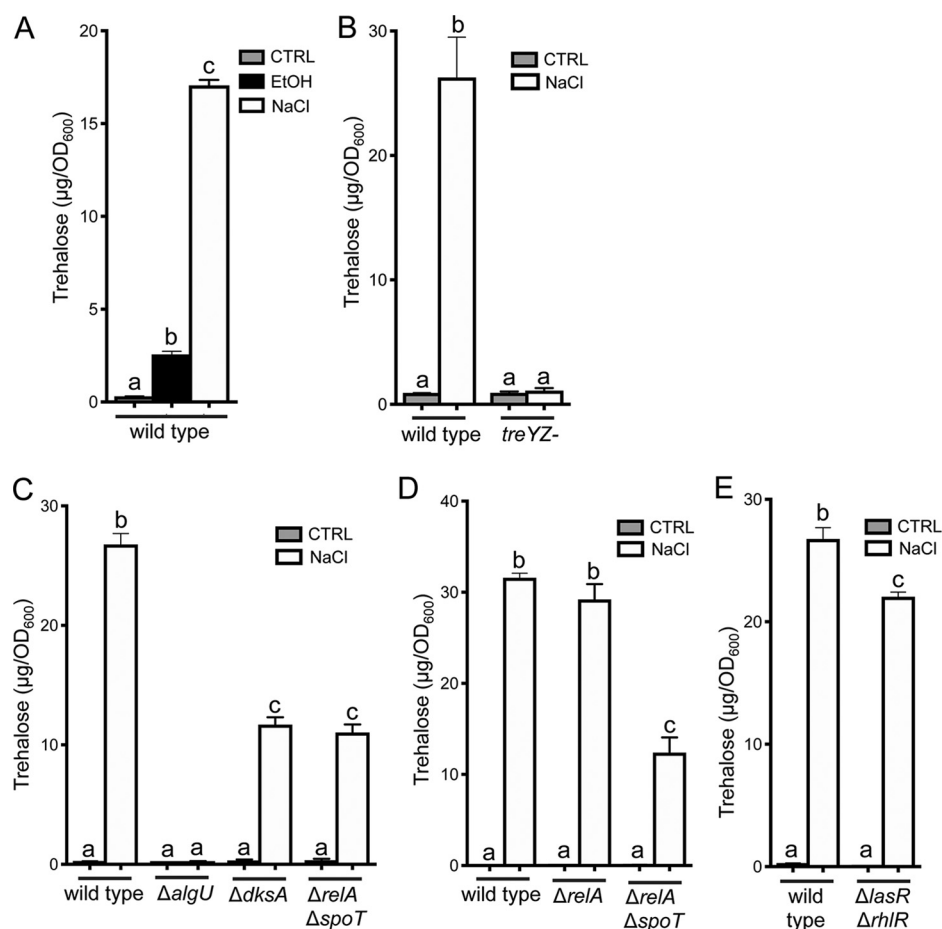 A
20
15
10
5
0
Trehalose (µg/OD600)
CTRL
EtOH
NaCl
a
b
c
wild type
B
30
20
10
0
Trehalose (µg/OD600)
CTRL
NaCl
a
b
a
a
wild type
treYZ-
C
30
20
10
0
Trehalose (µg/OD600)
CTRL
NaCl
a
b
a
a
a
c
a
c
wild type
ΔalgU
ΔdksA
ΔrelA
ΔspoT
D
40
30
20
10
0
Trehalose (µg/OD600)
CTRL
NaCl
a
b
a
b
a
c
wild type
ΔrelA
ΔrelA
ΔspoT
E
30
20
10
0
Trehalose (µg/OD600)
CTRL
NaCl
a
b
a
c
wild
type
ΔlasR
ΔrhlR